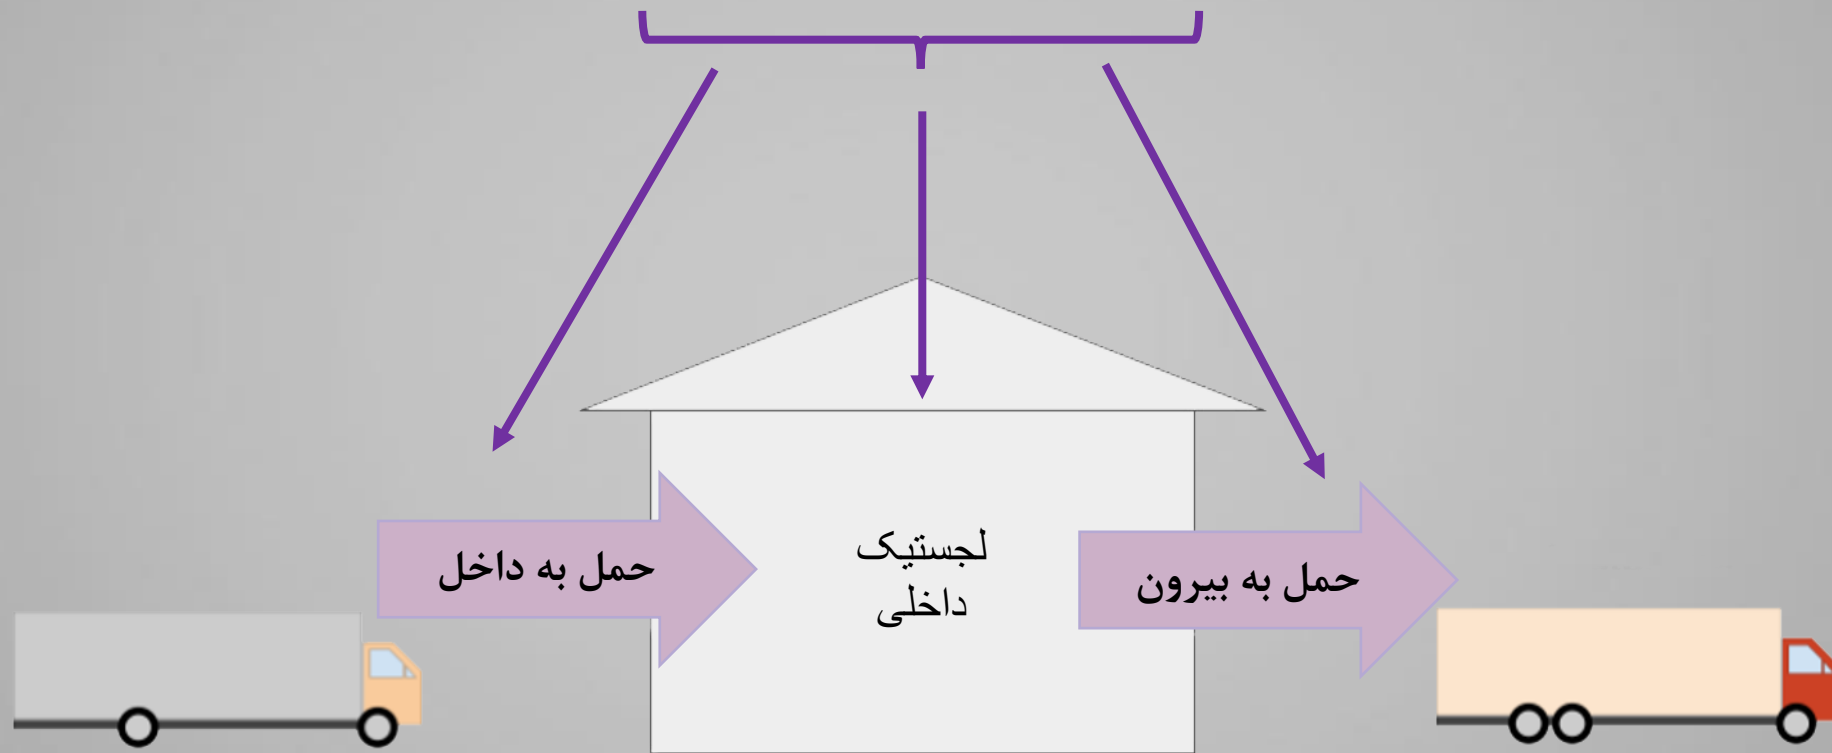 حمل به داخل
لجستیک
داخلی
حمل به بیرون